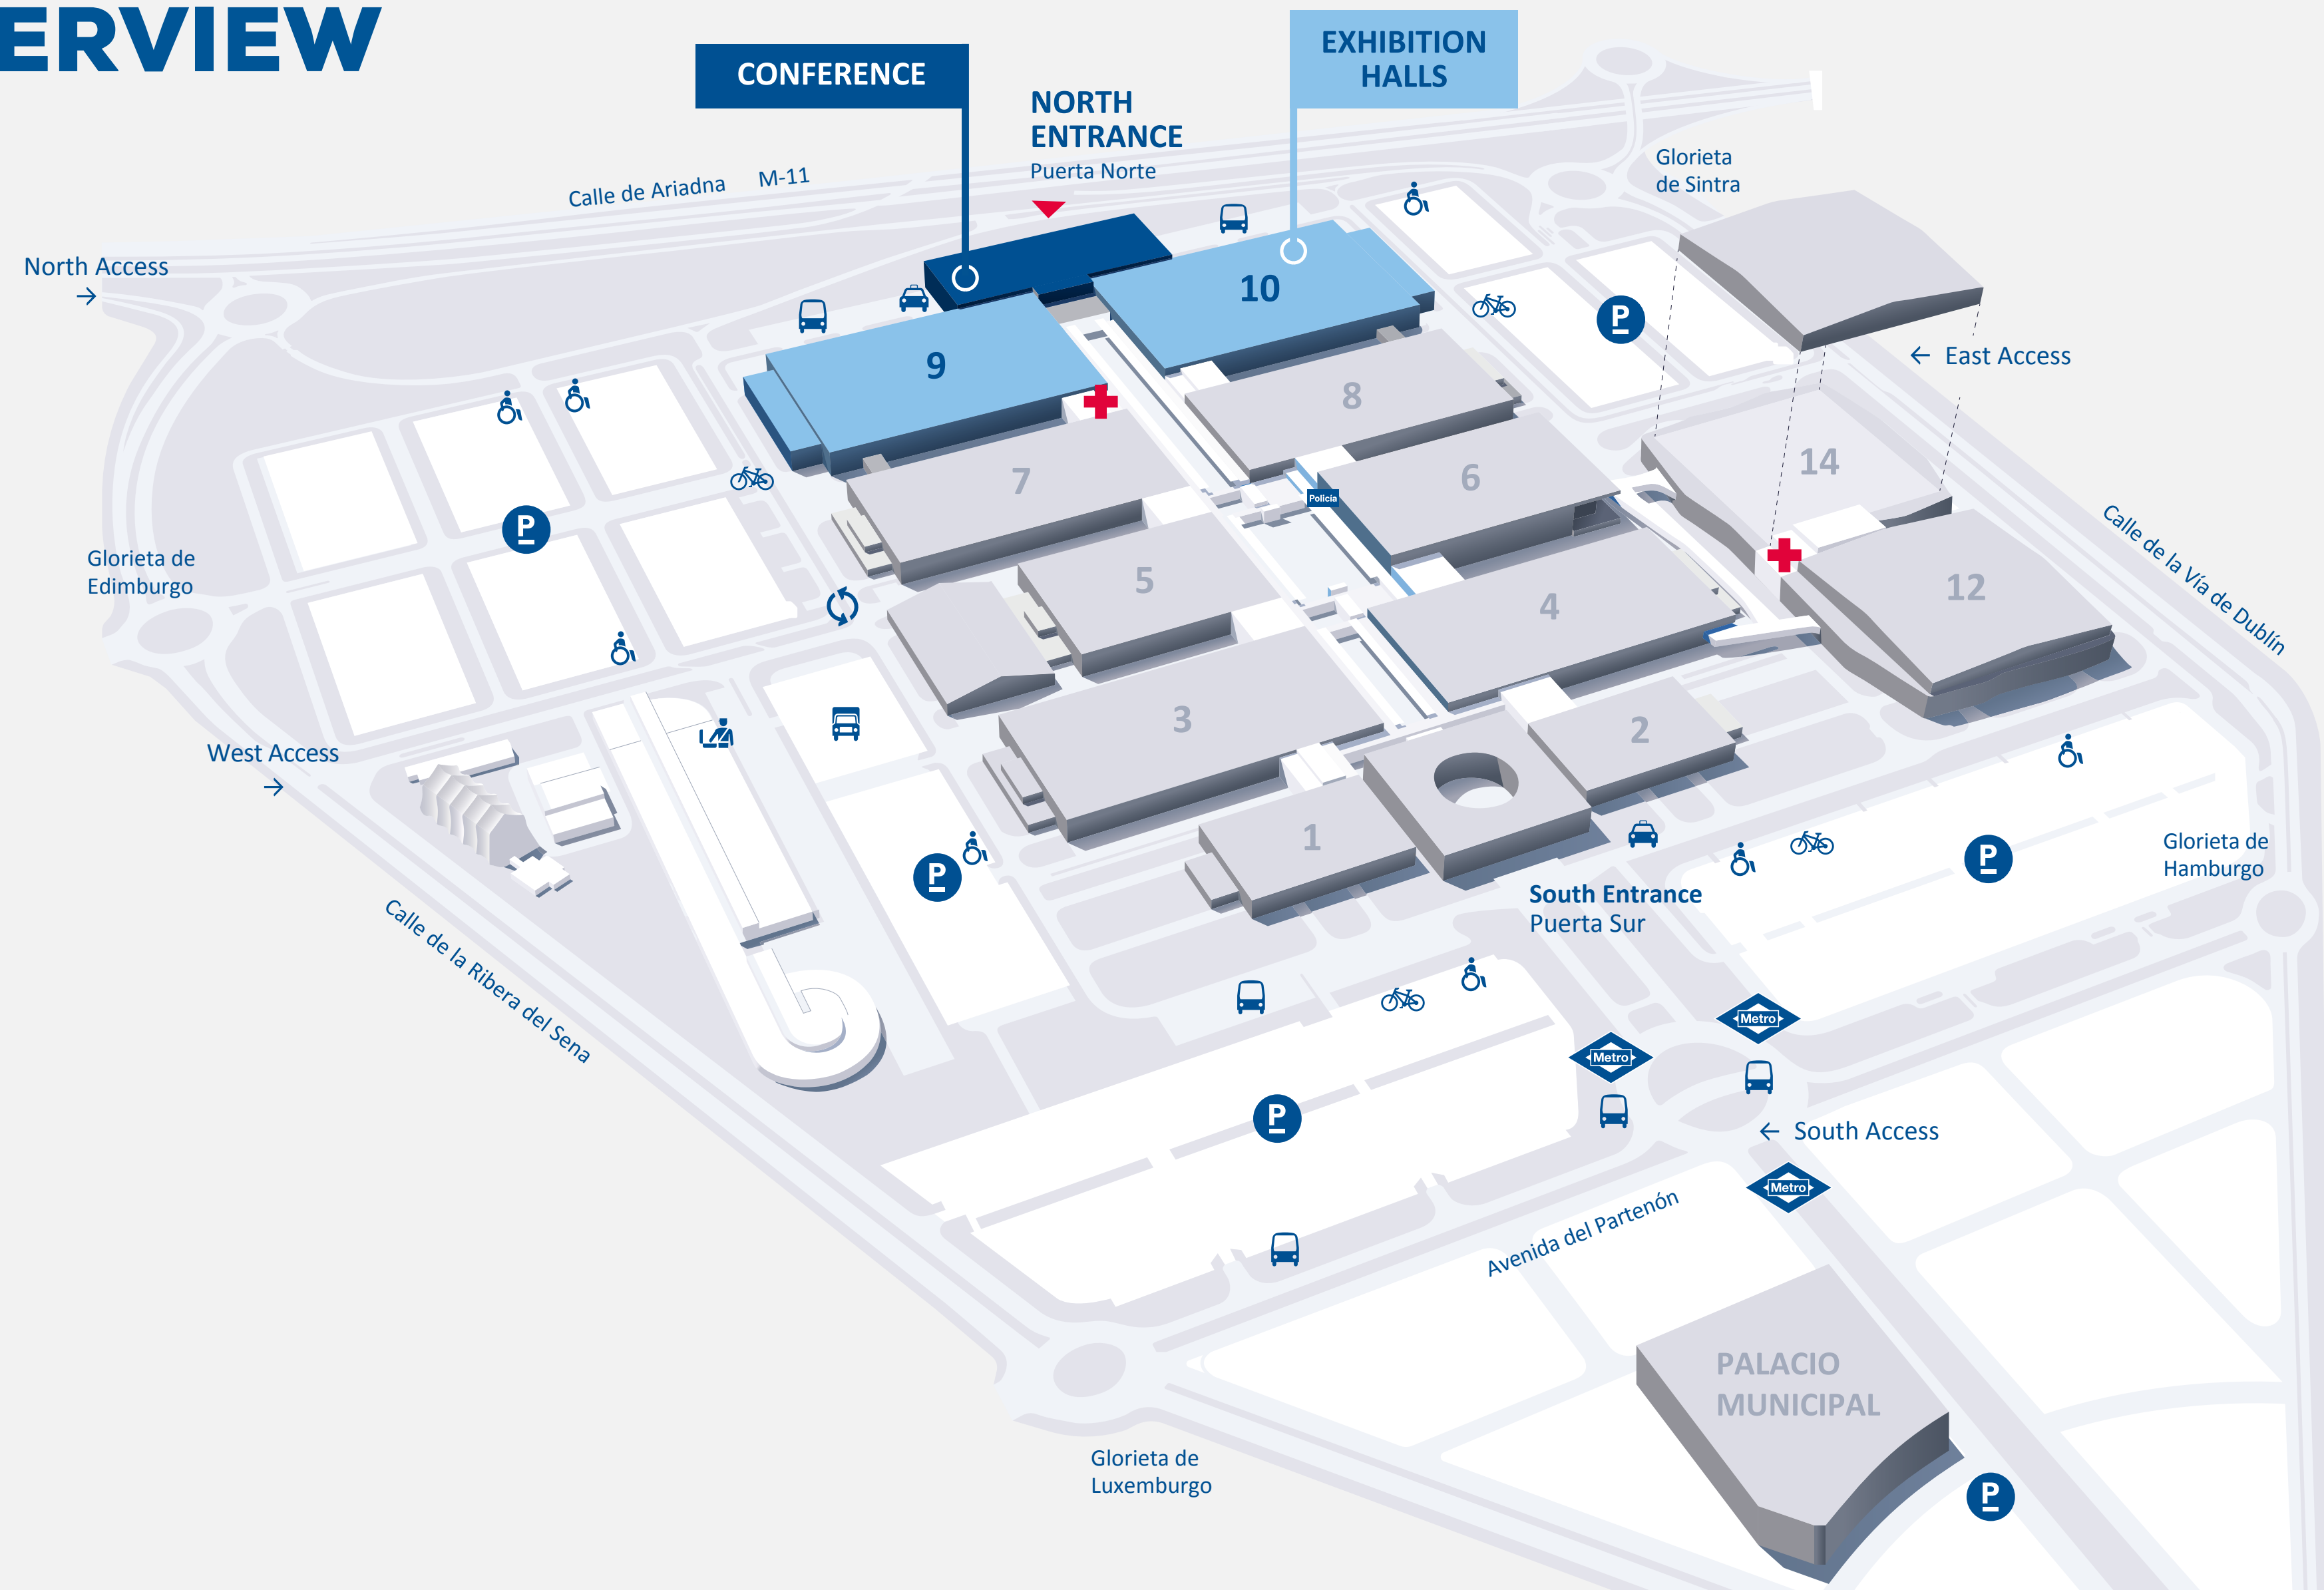 ERVIEW
CONFERENCE
EXHIBITION
HALLS
NORTH
ENTRANCE
Puerta Norte
Calle de Ariadna M-11
Glorieta
de Sintra
North Access
→
10
← East Access
9
8
14
7
6
Policía
P
P
Calle de la Vía de Dublín
Glorieta de
Edimburgo
5
4
12
West Access
→
3
2
1
P
P
Glorieta de
Hamburgo
South Entrance
Puerta Sur
Calle de la Ribera del Sena
Metro
Metro
P
← South Access
Metro
Avenida del Partenón
PALACIO
MUNICIPAL
Glorieta de
Luxemburgo
P